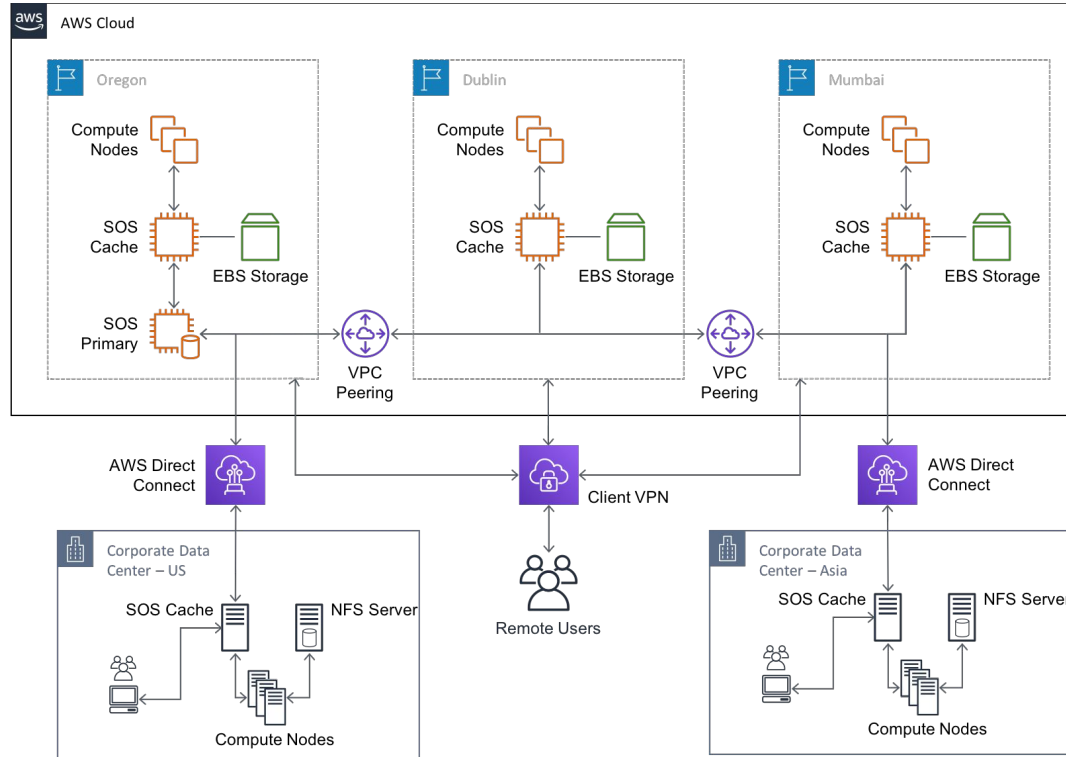 aws
AWS Cloud
Oregon
Compute
Nodes
SOS
Cache
EBS Storage
SOS
Primary
VPC
Peering
Dublin
Compute
Nodes
SOS
Cache
EBS Storage
VPC
Peering
Mumbai
Compute
Nodes
SOS
Cache
EBS Storage
AWS Direct
Connect
Client VPN
AWS Direct
Connect
Remote Users
Corporate Data
Center – US
SOS Cache
NFS Server
Compute Nodes
Corporate Data
Center – Asia
SOS Cache
NFS Server
Compute Nodes